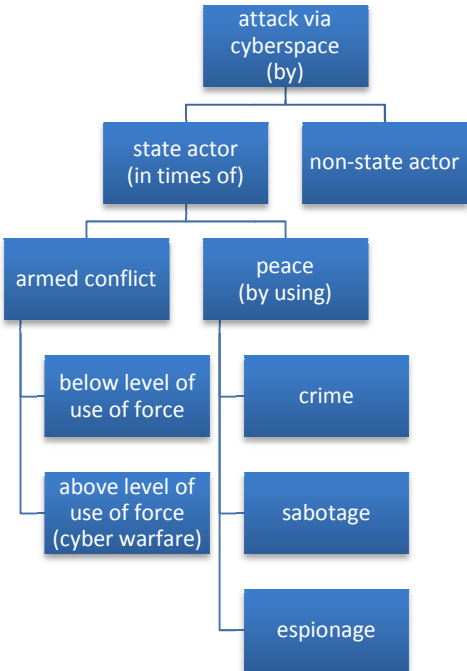 attack via
cyberspace
(by)
state actor
(in times of)
non-state actor
armed conflict
peace
(by using)
below level of
use of force
crime
above level of
use of force
(cyber warfare)
sabotage
espionage